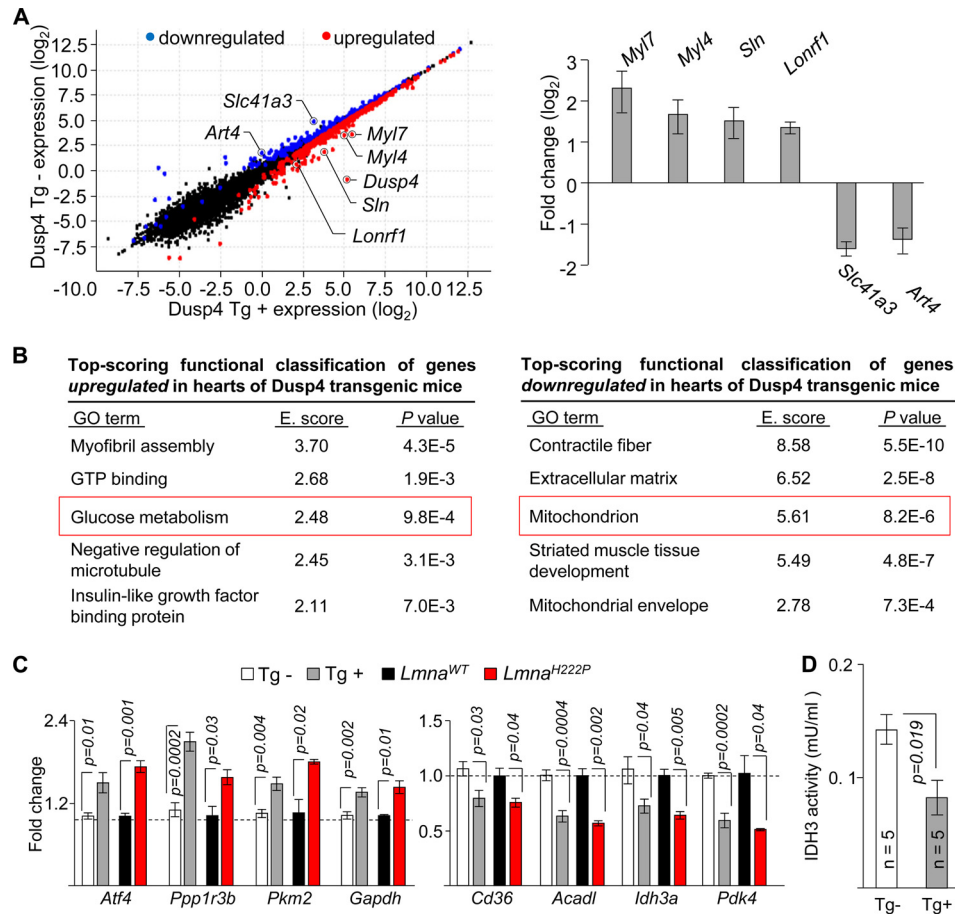 A
downregulated
upregulated
Dusp4 Tg - expression (log2)
12.5
10.0
7.5
5.0
2.5
0.0
-2.5
-5.0
-7.5
Slc41a3
Art4
Myl7
Myl4
Dusp4
Sln
Lonrf1
-10.0 -7.5 -5.0 -2.5 0.0 2.5 5.0 7.5 10.0 12.5
Dusp4 Tg + expression (log2)
Fold change (log2)
3
2
1
0
-1
-2
Myl7 Myl4 Sln Lonrf1
Slc41a3 Art4
B
Top-scoring functional classification of genes
upregulated in hearts of Dusp4 transgenic mice
GO term E. score P value
Myofibril assembly 3.70 4.3E-5
GTP binding 2.68 1.9E-3
Glucose metabolism 2.48 9.8E-4
Negative regulation of
microtubule 2.45 3.1E-3
Insulin-like growth factor
binding protein 2.11 7.0E-3
Top-scoring functional classification of genes
downregulated in hearts of Dusp4 transgenic mice
GO term E. score P value
Contractile fiber 8.58 5.5E-10
Extracellular matrix 6.52 2.5E-8
Mitochondrion 5.61 8.2E-6
Striated muscle tissue
development 5.49 4.8E-7
Mitochondrial envelope 2.78 7.3E-4
C
Tg - Tg + LmnaWT LmnaH222P
Fold change
2.4
1.2
p=0.01 p=0.001 p=0.0002 p=0.03 p=0.004 p=0.02 p=0.002 p=0.01
Atf4 Ppp1r3b Pkm2 Gapdh
1.5
1.0
0.5
p=0.03 p=0.04 p=0.0004 p=0.002 p=0.04 p=0.005 p=0.0002 p=0.04
Cd36 Acadl Idh3a Pdk4
D
IDH3 activity (mU/ml)
0.2
0.1
p=0.019
n = 5 n = 5
Tg- Tg+